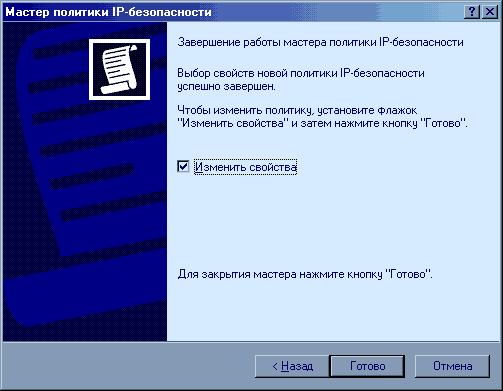 Мастер политики IP-безопасности
Завершение работы мастера политики IP-безопасности
Выбор свойств новой политики IP-безопасности
успешно завершен.
Чтобы изменить политику, установите флажок
"Изменить свойства" и затем нажмите кнопку "Готово".
Изменить свойства
Для закрытия мастера нажмите кнопку "Готово".
< Назад
Готово
Отмена